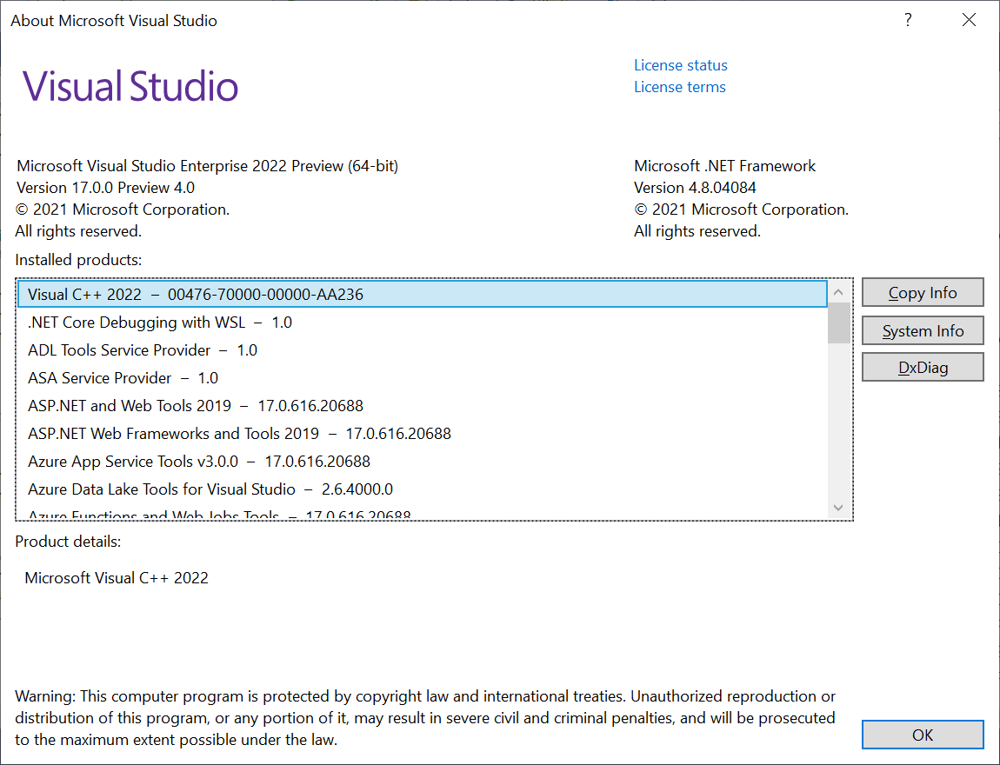 About Microsoft Visual Studio
?
Visual Studio
License status
License terms
Microsoft Visual Studio Enterprise 2022 Preview (64-bit)
Version 17.0.0 Preview 4.0
© 2021 Microsoft Corporation.
All rights reserved.
Microsoft .NET Framework
Version 4.8.04084
© 2021 Microsoft Corporation.
All rights reserved.
Installed products:
Visual C++ 2022 – 00476-70000-00000-AA236
.NET Core Debugging with WSL – 1.0
ADL Tools Service Provider – 1.0
ASA Service Provider – 1.0
ASP.NET and Web Tools 2019 – 17.0.616.20688
ASP.NET Web Frameworks and Tools 2019 – 17.0.616.20688
Azure App Service Tools v3.0.0 – 17.0.616.20688
Azure Data Lake Tools for Visual Studio – 2.6.4000.0
Azure Functions and Web Jobs Tools – 17.0.616.20688
Copy Info
System Info
DxDiag
Product details:
Microsoft Visual C++ 2022
Warning: This computer program is protected by copyright law and international treaties. Unauthorized reproduction or
distribution of this program, or any portion of it, may result in severe civil and criminal penalties, and will be prosecuted
to the maximum extent possible under the law.
OK